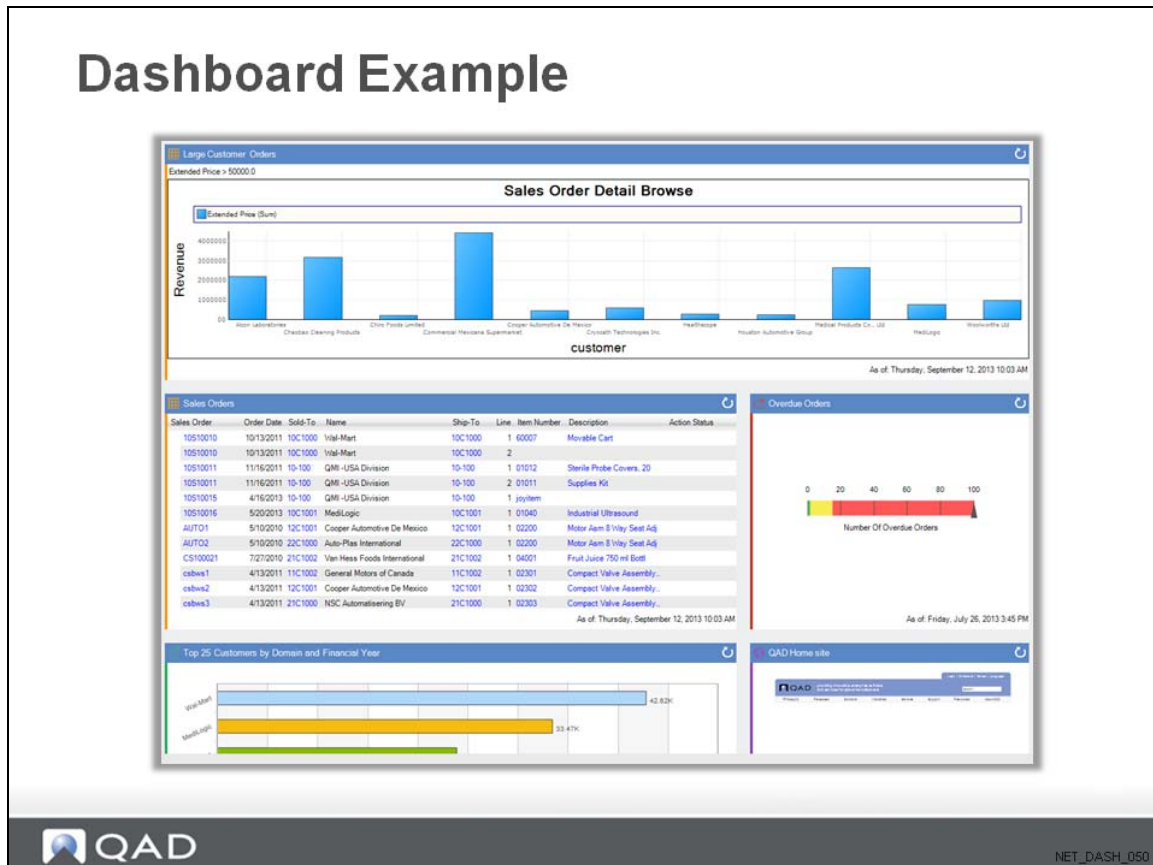 Dashboard Example
Large Customer Orders
Extended Price > 50000.0
Sales Order Detail Browse
Extended Price (Sum)
Revenue
4000000
3000000
2000000
1000000
00
Alcon Laboratories
Chaobao Cleaning Products
Chiro Foods Limited
Commercial Mexicana Supermarket
Cooper Automotive De Mexico
Cryocath Technologies Inc.
Healthscope
Houston Automotive Group
Medical Products Co., Ltd
MediLogic
Woolworths Ltd
customer
As of: Thursday, September 12, 2013 10:03 AM
Sales Orders
Sales Order Order Date Sold-To Name Ship-To Line Item Number Description Action Status
10S10010 10/13/2011 10C1000 Wal-Mart 10C1000 1 60007 Movable Cart
10S10010 10/13/2011 10C1000 Wal-Mart 10C1000 2
10S10011 11/16/2011 10-100 QMI -USA Division 10-100 1 01012 Sterile Probe Covers, 20
10S10011 11/16/2011 10-100 QMI -USA Division 10-100 2 01011 Supplies Kit
10S10015 4/16/2013 10-100 QMI -USA Division 10-100 1 joyitem
10S10016 5/20/2013 10C1001 MediLogic 10C1001 1 01040 Industrial Ultrasound
AUTO1 5/10/2010 12C1001 Cooper Automotive De Mexico 12C1001 1 02200 Motor Asm 8 Way Seat Adj
AUTO2 5/10/2010 22C1000 Auto-Plas International 22C1000 1 02200 Motor Asm 8 Way Seat Adj
CS100021 7/27/2010 21C1002 Van Hess Foods International 21C1002 1 04001 Fruit Juice 750 ml Bottl
csbws1 4/13/2011 11C1002 General Motors of Canada 11C1002 1 02301 Compact Valve Assembly..
csbws2 4/13/2011 12C1001 Cooper Automotive De Mexico 12C1001 1 02302 Compact Valve Assembly..
csbws3 4/13/2011 21C1000 NSC Automatisering BV 21C1000 1 02303 Compact Valve Assembly..
As of: Thursday, September 12, 2013 10:03 AM
Overdue Orders
0 20 40 60 80 100
Number Of Overdue Orders
As of: Friday, July 26, 2013 3:45 PM
Top 25 Customers by Domain and Financial Year
Wal-Mart
42.82K
MediLogic
33.47K
QAD Home site
QAD
QAD
NET_DASH_050